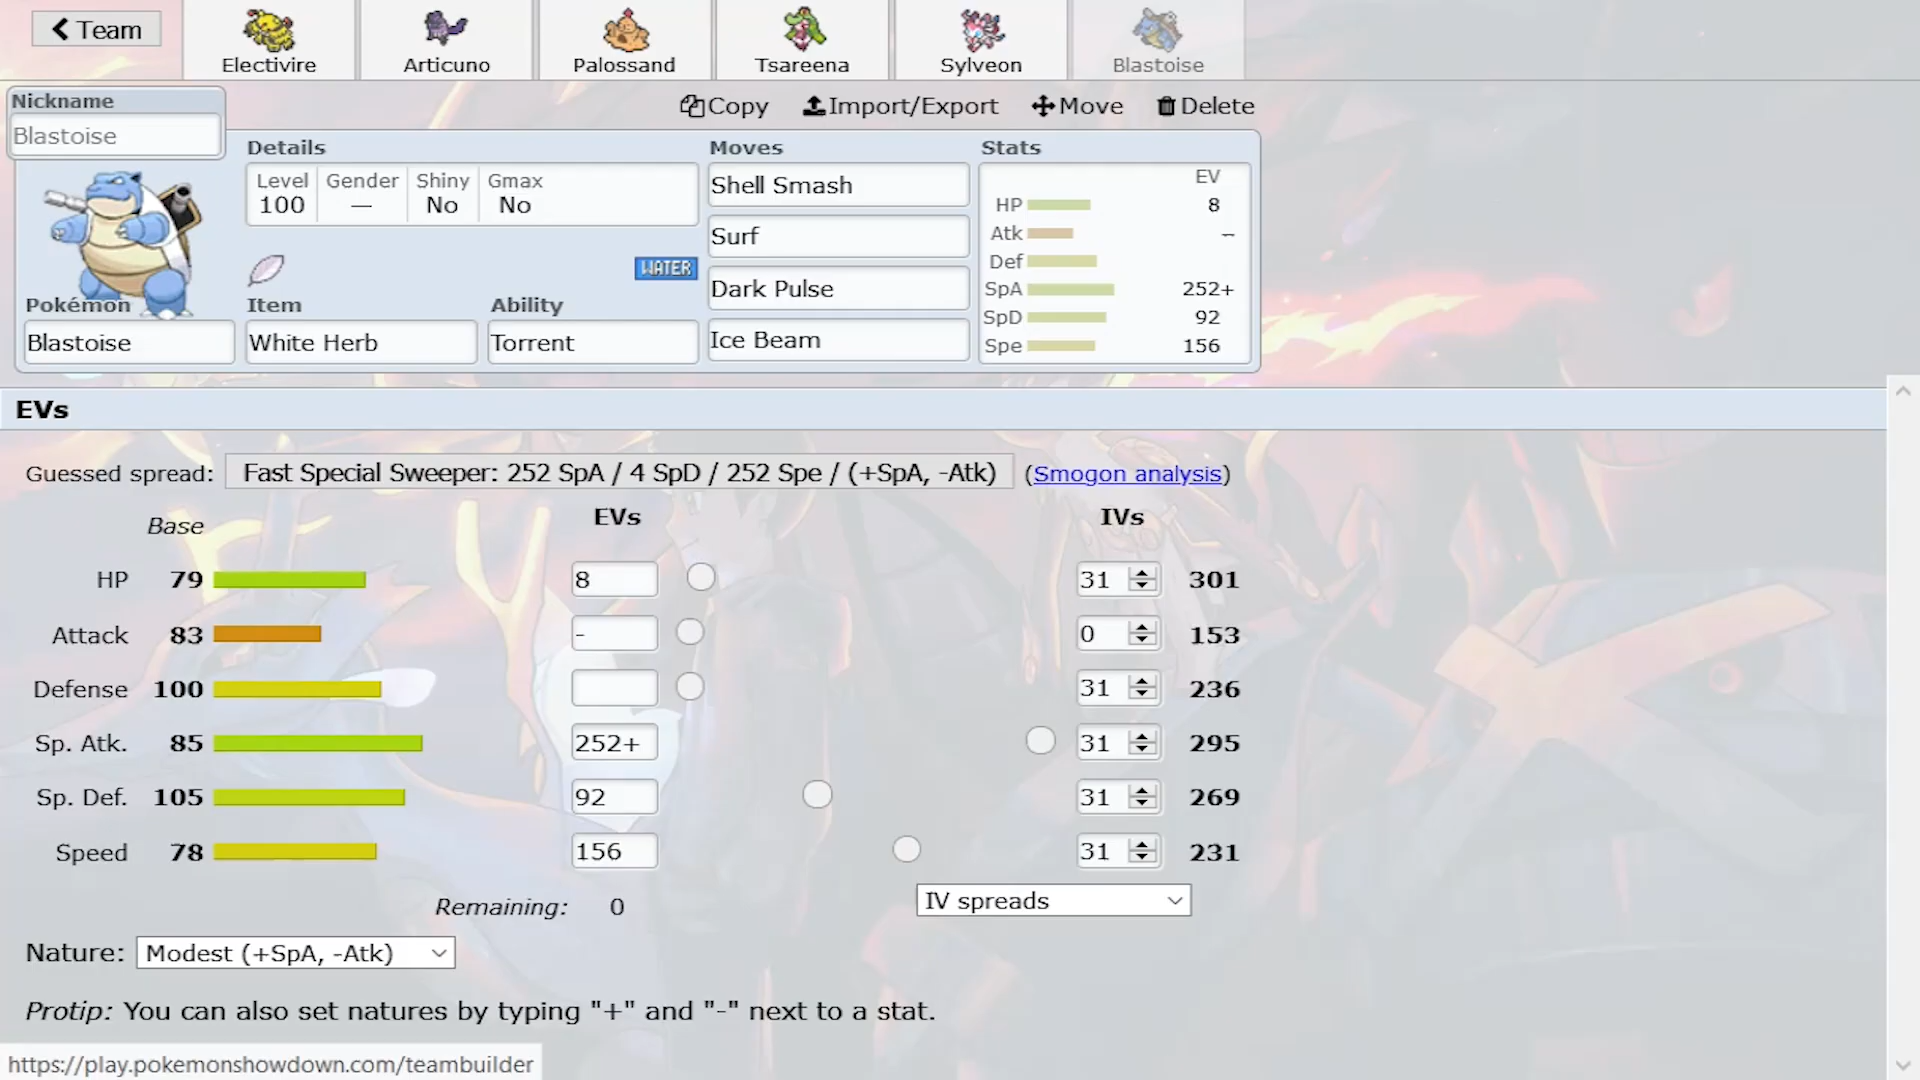 Team
Electivire
Articuno
Palossand
Tsareena
Sylveon
Blastoise
Nickname
Blastoise
Copy
Import/Export
Move
Delete
Details
Level
100
Gender
—
Shiny
No
Gmax
No
WATER
Pokémon
Blastoise
Item
White Herb
Ability
Torrent
Moves
Shell Smash
Surf
Dark Pulse
Ice Beam
Stats
EV
HP 8
Atk --
Def
SpA 252+
SpD 92
Spe 156
EVs
Guessed spread: Fast Special Sweeper: 252 SpA / 4 SpD / 252 Spe / (+SpA, -Atk) (Smogon analysis)
Base EVs IVs
HP 79 8 31 301
Attack 83 - 0 153
Defense 100 31 236
Sp. Atk. 85 252+ 31 295
Sp. Def. 105 92 31 269
Speed 78 156 31 231
Remaining: 0
IV spreads
Nature: Modest (+SpA, -Atk)
Protip: You can also set natures by typing "+" and "-" next to a stat.
https://play.pokemonshowdown.com/teambuilder